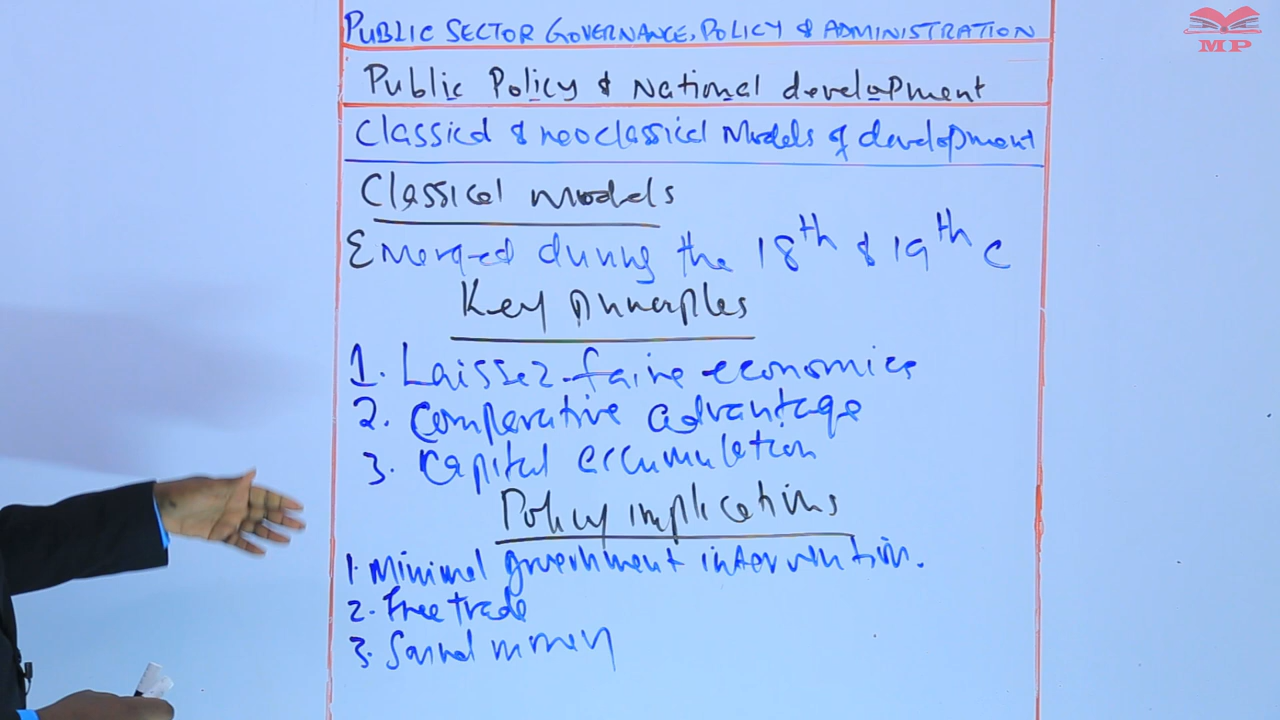 MP
PUBLIC SECTOR GOVERNANCE, POLICY & ADMINISTRATION
Public Policy & National development
Classical & neoclassical Models of development
Classical models
Emerged during the 18th & 19th C
Key principles
1. Laissez-faire economics
2. Comparative advantage
3. Capital accumulation
Policy implications
1. Minimal government intervention.
2. Free trade
3. Sound money